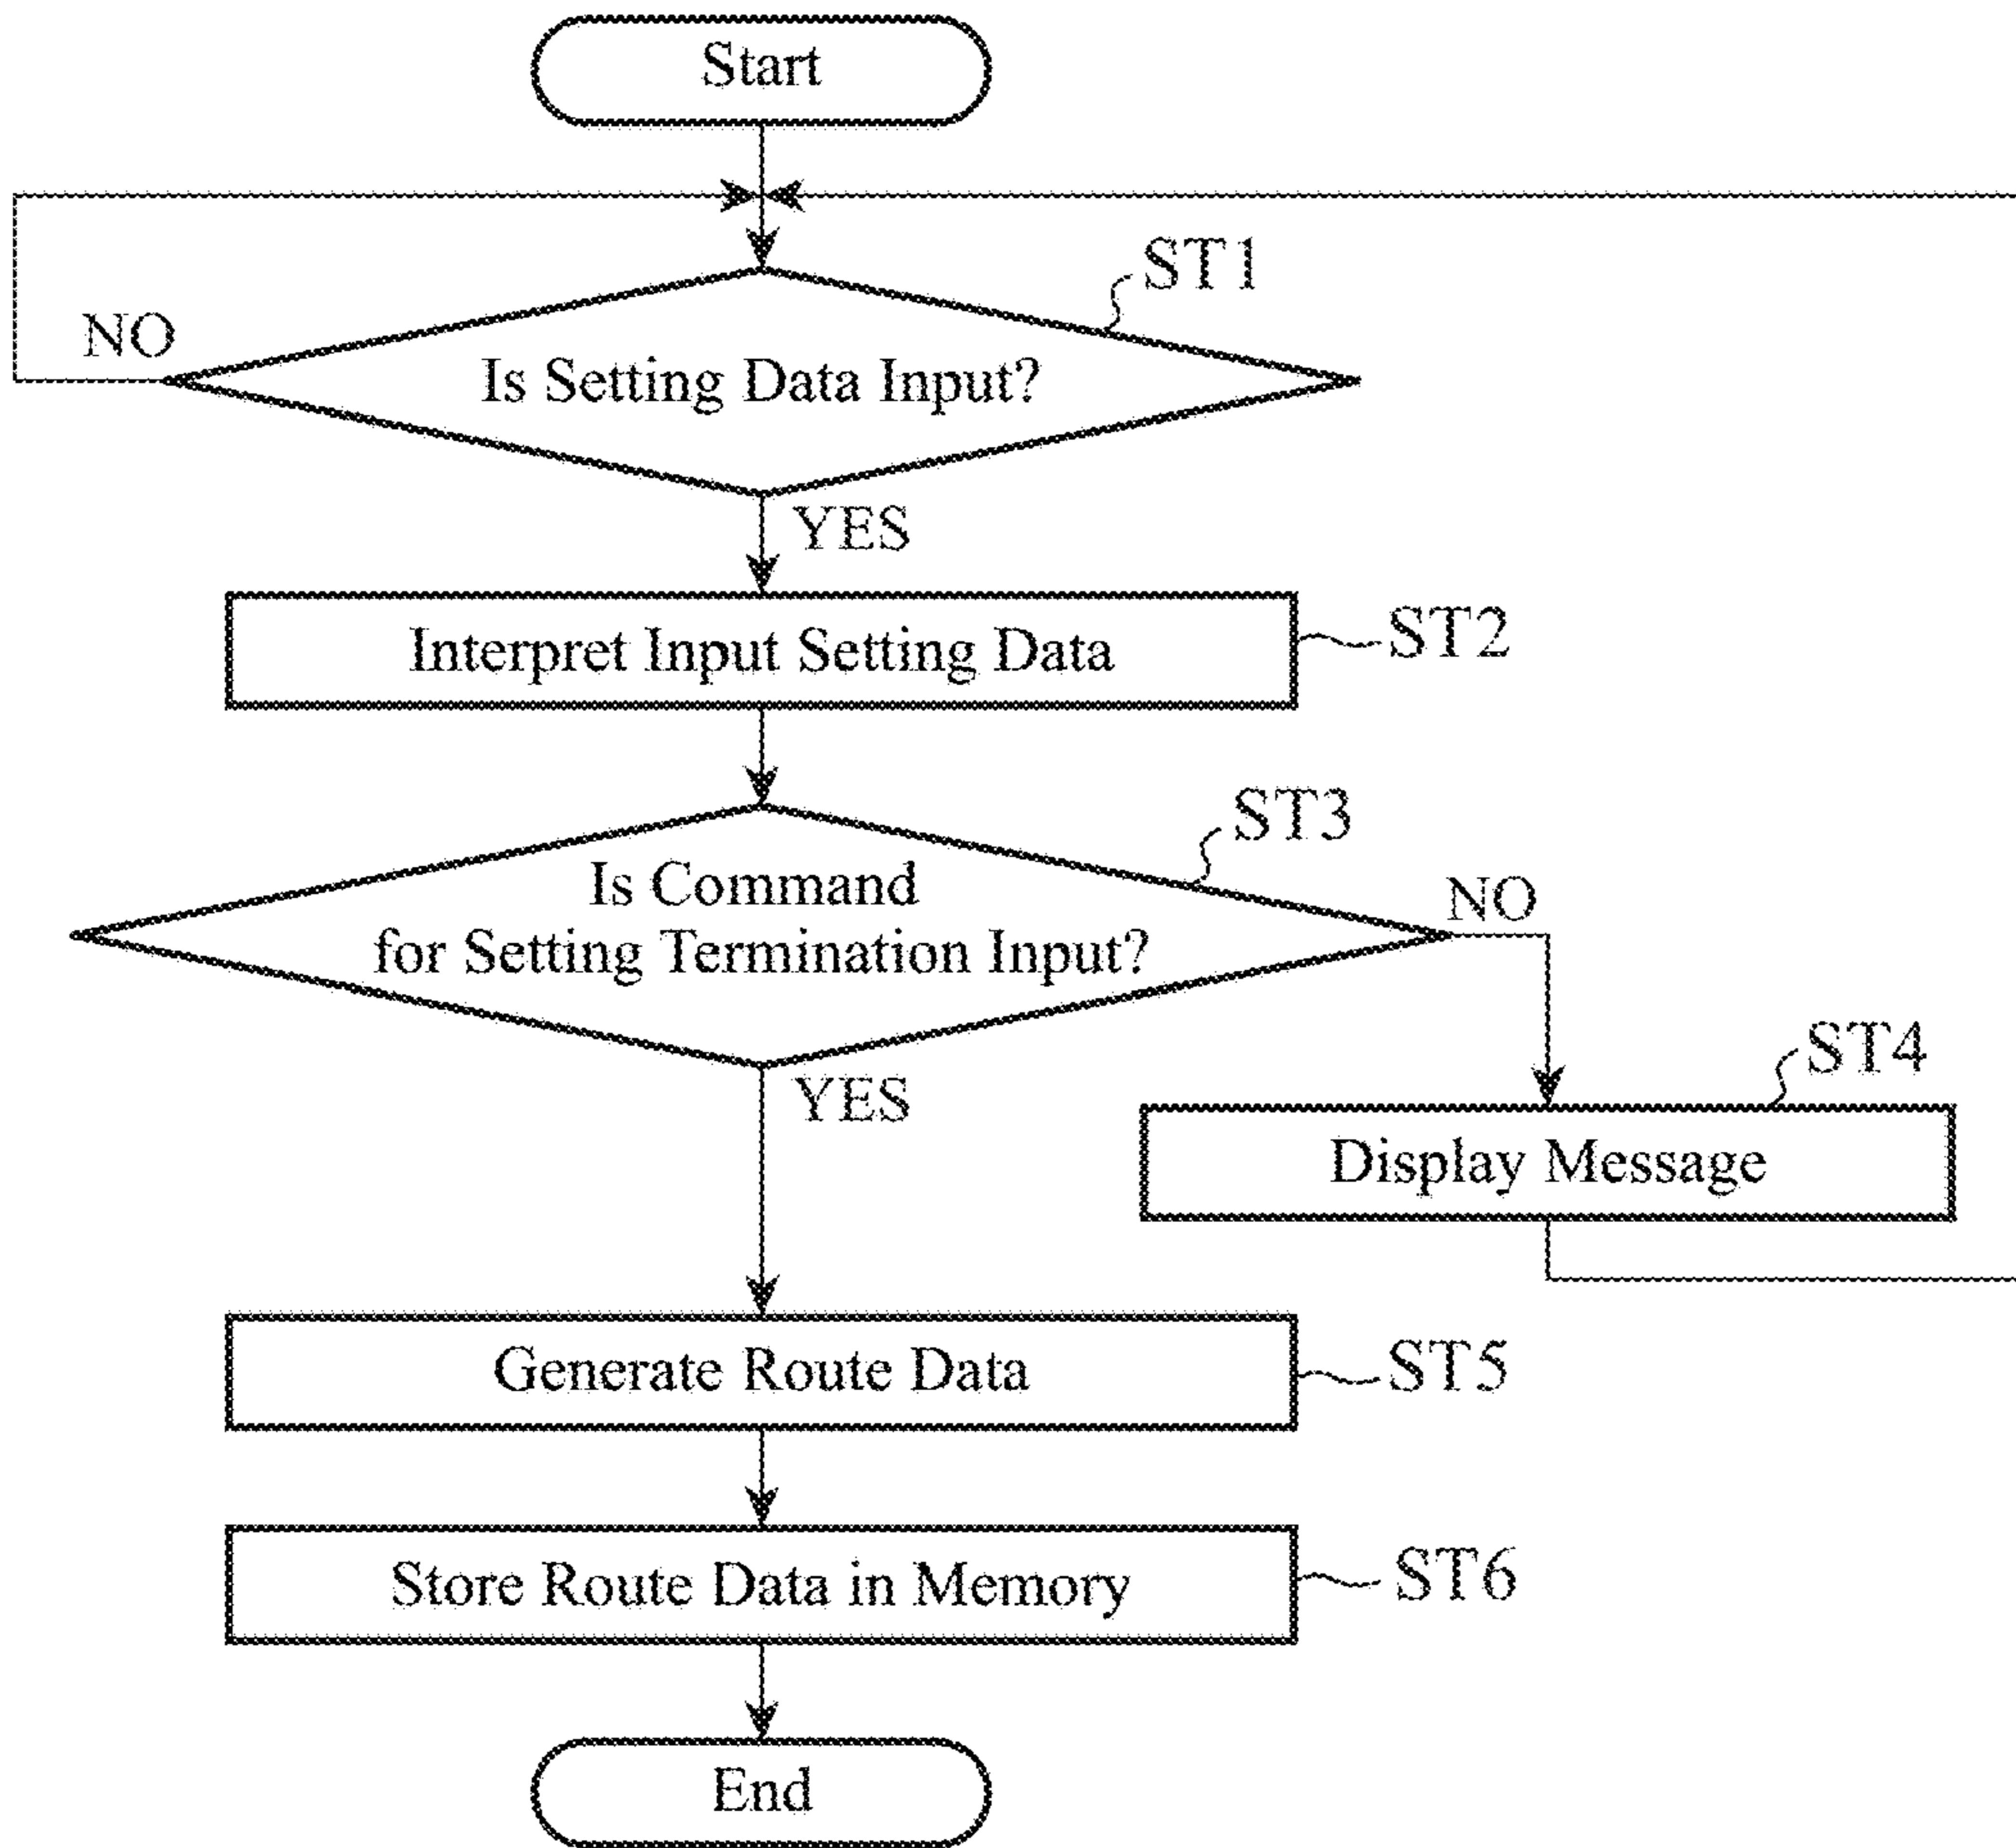 Start
ST1
NO
Is Setting Data Input?
YES
Interpret Input Setting Data
ST2
ST3
Is Command
for Setting Termination Input?
NO
YES
ST4
Display Message
Generate Route Data
ST5
Store Route Data in Memory
ST6
End